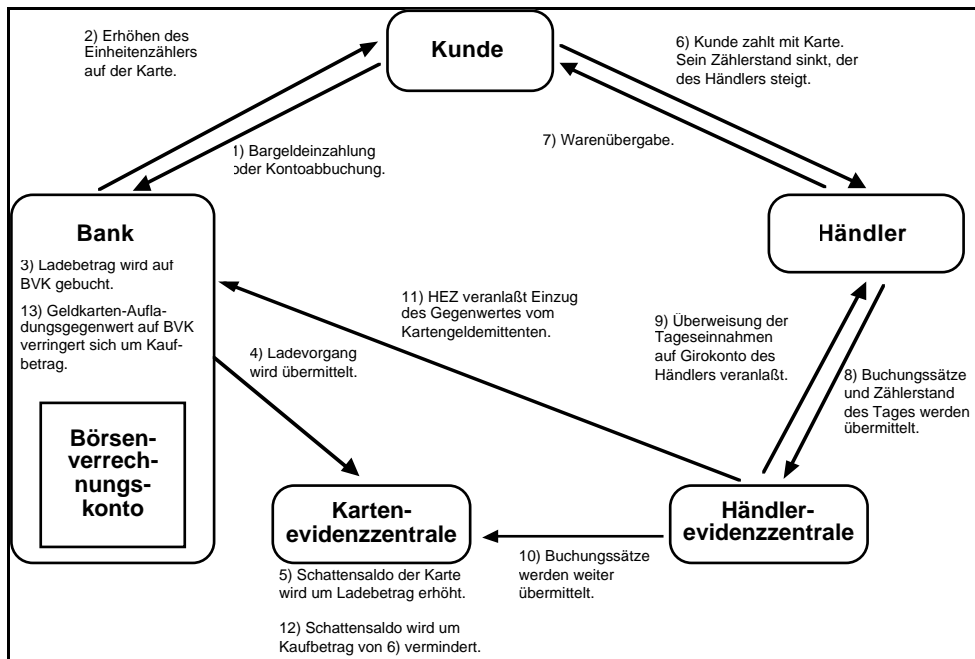 2) Erhöhen des
Einheitenzählers
auf der Karte.
Kunde
6) Kunde zahlt mit Karte.
Sein Zählerstand sinkt, der
des Händlers steigt.
1) Bargeldeinzahlung
oder Kontoabbuchung.
7) Warenübergabe.
Bank
3) Ladebetrag wird auf
BVK gebucht.
13) Geldkarten-Aufla-
dungsgegenwert auf BVK
verringert sich um Kauf-
betrag.
Börsen-
verrech-
nungs-
konto
Händler
11) HEZ veranlaßt Einzug
des Gegenwertes vom
Kartengeldemittenten.
9) Überweisung der
Tageseinnahmen
auf Girokonto des
Händlers veranlaßt.
8) Buchungssätze
und Zählerstand
des Tages werden
übermittelt.
4) Ladevorgang
wird übermittelt.
Karten-
evidenzzentrale
Händler-
evidenzzentrale
10) Buchungssätze
werden weiter
übermittelt.
5) Schattensaldo der Karte
wird um Ladebetrag erhöht.
12) Schattensaldo wird um
Kaufbetrag von 6) vermindert.